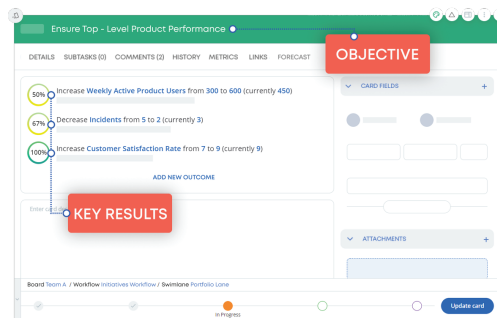 Ensure Top - Level Product Performance
OBJECTIVE
DETAILS SUBTASKS (0) COMMENTS (2) HISTORY METRICS LINKS FORECAST
50% Increase Weekly Active Product Users from 300 to 600 (currently 450)
67% Decrease Incidents from 5 to 2 (currently 3)
100% Increase Customer Satisfaction Rate from 7 to 9 (currently 9)
ADD NEW OUTCOME
KEY RESULTS
Enter card
CARD FIELDS
ATTACHMENTS
Board Team A / Workflow Initiatives Workflow / Swimlane Portfolio Lane
In Progress
Update card